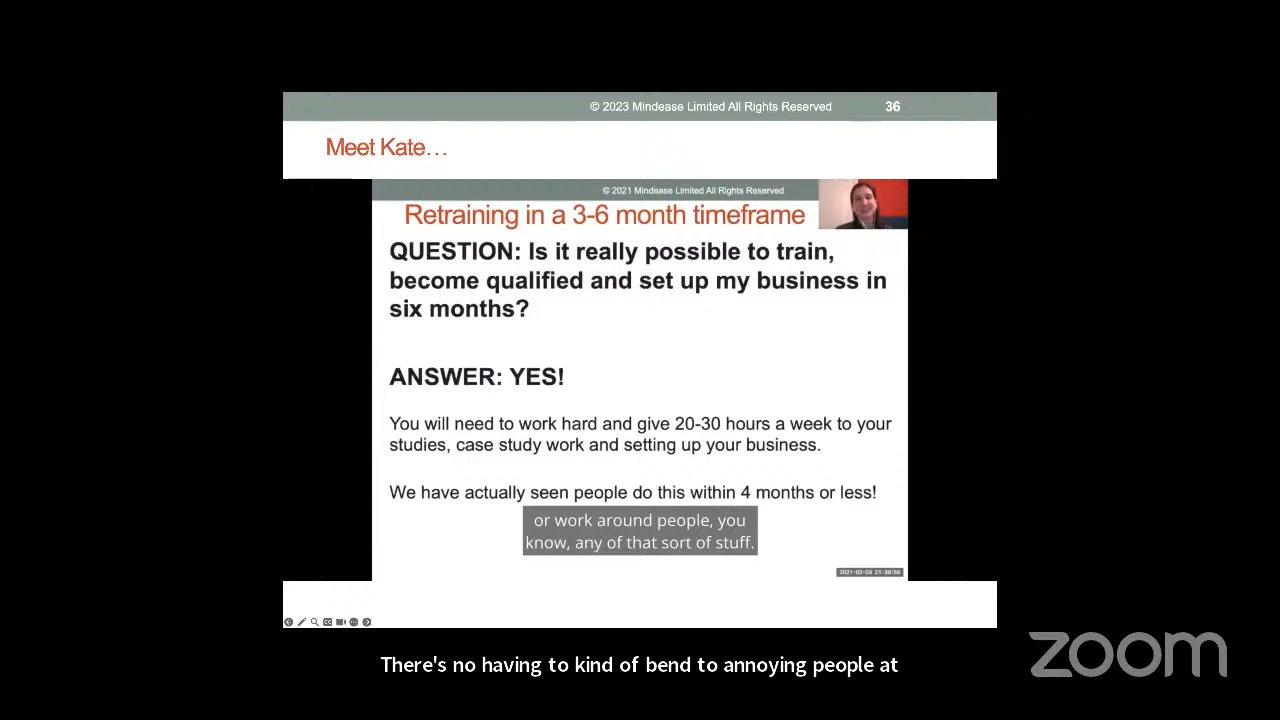 © 2023 Mindease Limited All Rights Reserved 36
Meet Kate…
© 2021 Mindease Limited All Rights Reserved
Retraining in a 3-6 month timeframe
QUESTION: Is it really possible to train,
become qualified and set up my business in
six months?
ANSWER: YES!
You will need to work hard and give 20-30 hours a week to your
studies, case study work and setting up your business.
We have actually seen people do this within 4 months or less!
or work around people, you
know, any of that sort of stuff.
There's no having to kind of bend to annoying people at
zoom